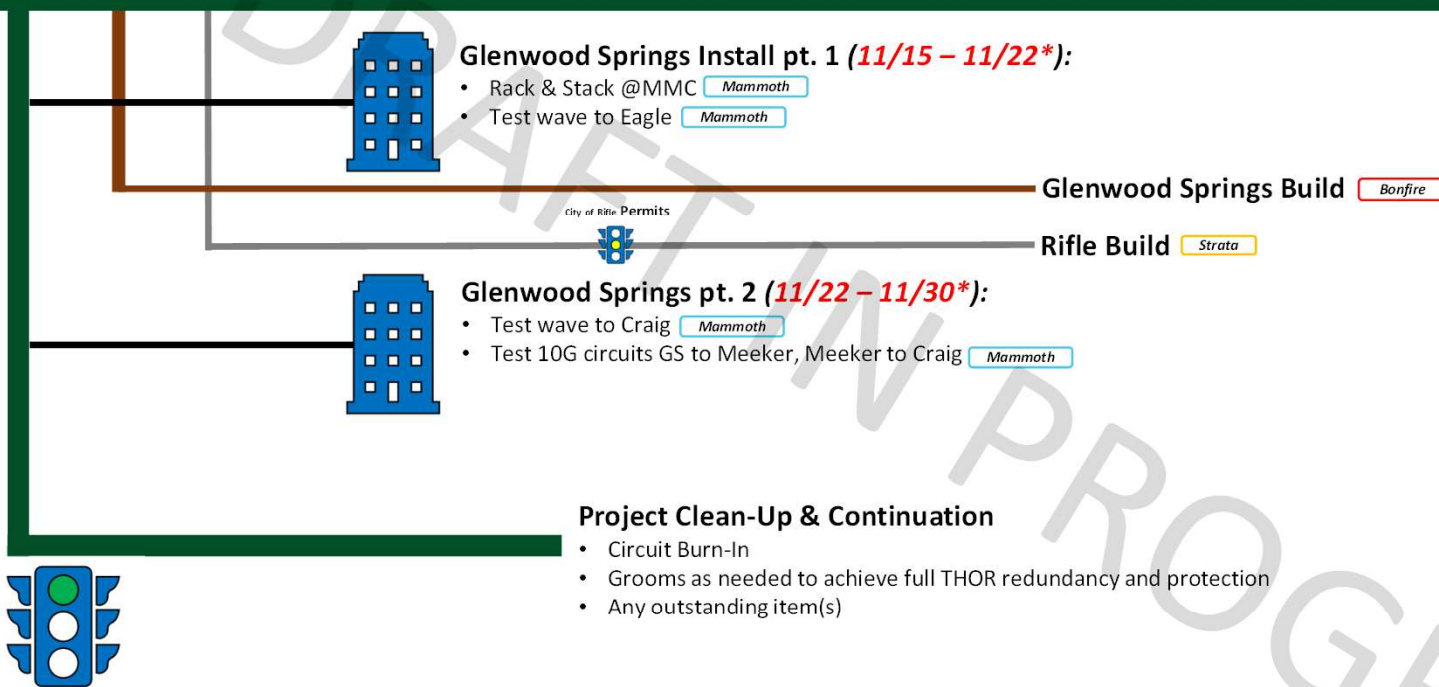 Glenwood Springs Install pt. 1 (11/15 – 11/22*):
• Rack & Stack @MMC Mammoth
• Test wave to Eagle Mammoth
Glenwood Springs Build Bonfire
City of Rifle Permits
Rifle Build Strata
Glenwood Springs pt. 2 (11/22 – 11/30*):
• Test wave to Craig Mammoth
• Test 10G circuits GS to Meeker, Meeker to Craig Mammoth
Project Clean-Up & Continuation
• Circuit Burn-In
• Grooms as needed to achieve full THOR redundancy and protection
• Any outstanding item(s)
DRAFT IN PROG